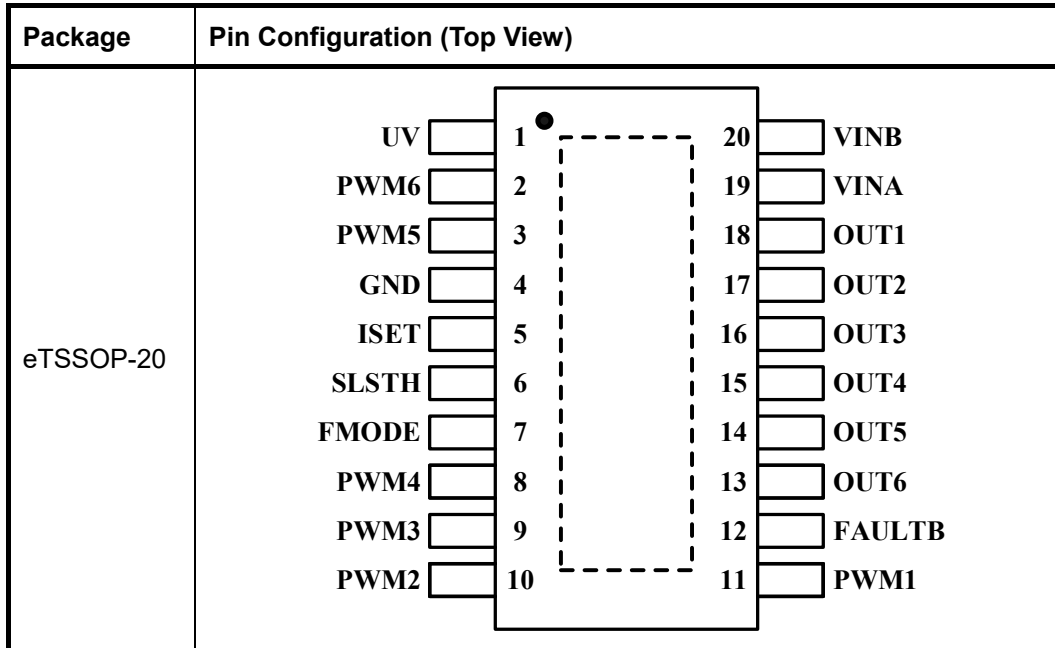 Package Pin Configuration (Top View)
eTSSOP-20
UV 1 20 VINB
PWM6 2 19 VINA
PWM5 3 18 OUT1
GND 4 17 OUT2
ISET 5 16 OUT3
SLSTH 6 15 OUT4
FMODE 7 14 OUT5
PWM4 8 13 OUT6
PWM3 9 12 FAULTB
PWM2 10 11 PWM1